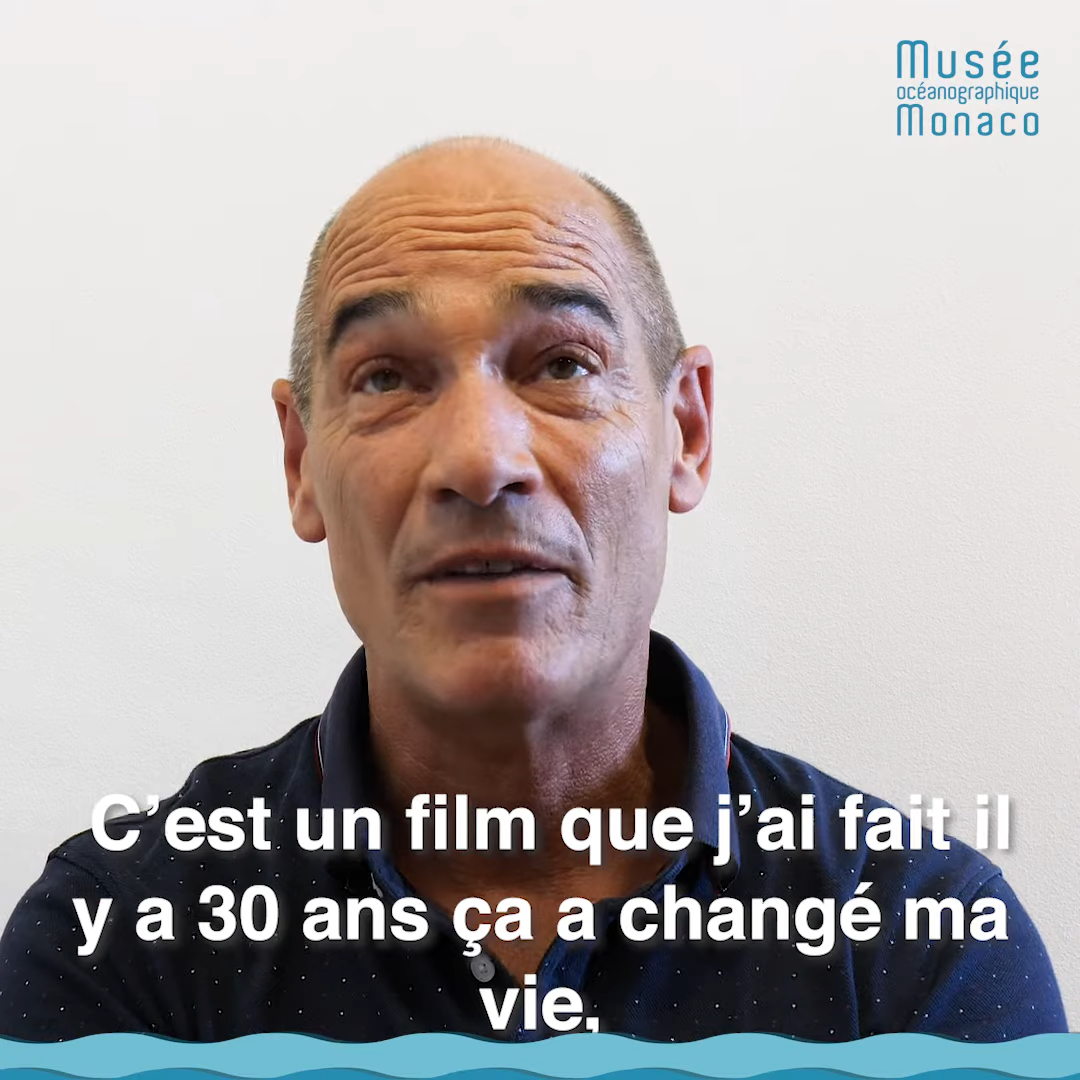 Musée
océanographique
Monaco
C’est un film que j’ai fait il
y a 30 ans ça a changé ma
vie,